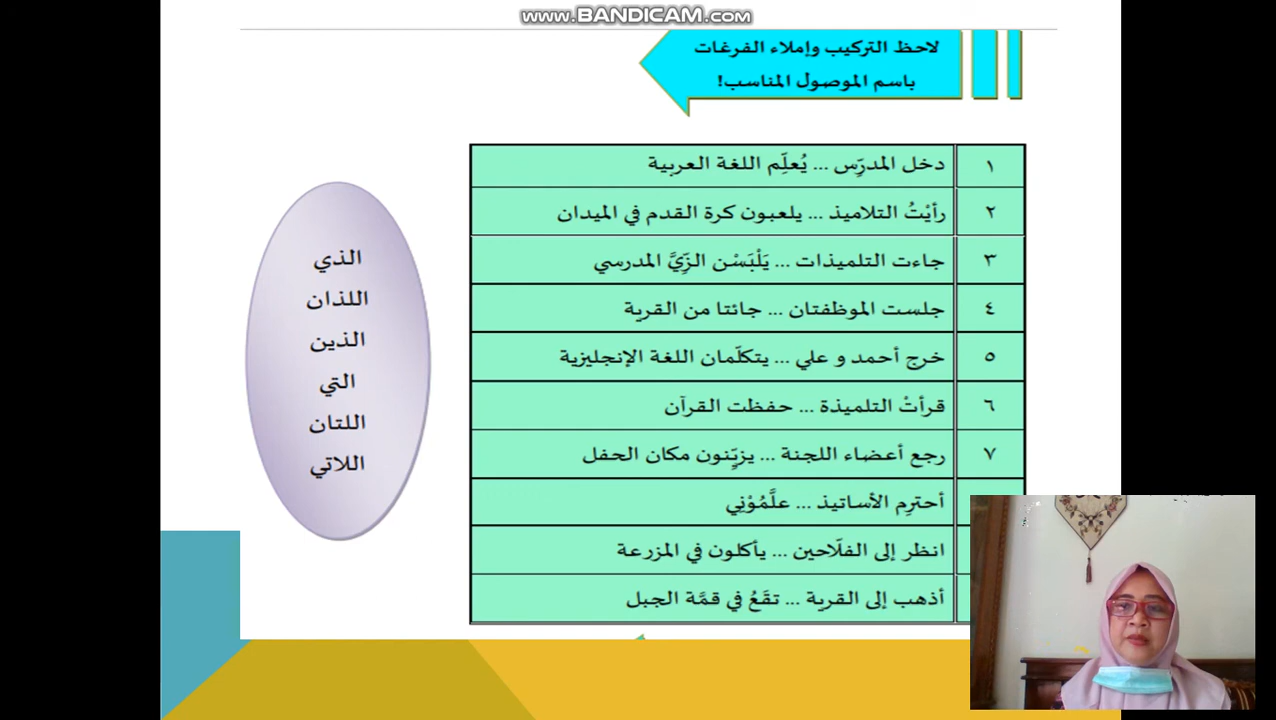 www.BANDICAM.com
لاحظ التركيب وإملاء الفرغات
باسم الموصول المناسب!
١ دخل المدرّس ... يُعلِّم اللغة العربية
٢ رأيْتُ التلاميذ ... يلعبون كرة القدم في الميدان
٣ جاءت التلميذات ... يَلْبَسْن الزَيَّ المدرسي
٤ جلست الموظفتان ... جائتا من القرية
٥ خرج أحمد و علي ... يتكلّمان اللغة الإنجليزية
٦ قرأتْ التلميذة ... حفظت القرآن
٧ رجع أعضاء اللجنة ... يزيّنون مكان الحفل
أحترم الأساتيذ ... علَّمُوْنِي
انظر إلى الفلّاحين ... يأكلون في المزرعة
أذهب إلى القرية ... تقَعُ في قمَّة الجبل
الذي
اللذان
الذين
التي
اللتان
اللاتي